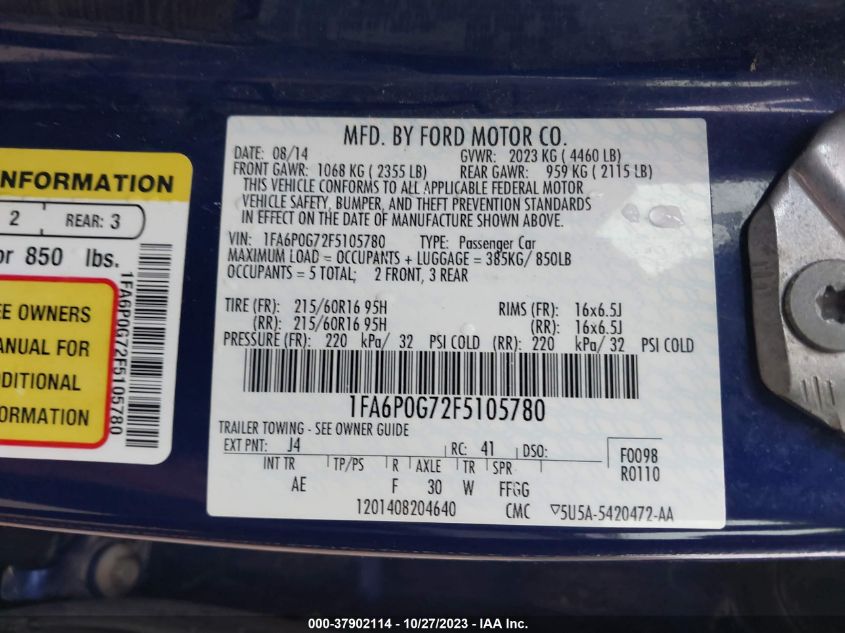 MFD. BY FORD MOTOR CO.
DATE: 08/14 GVWR: 2023 KG ( 4460 LB)
FRONT GAWR: 1068 KG ( 2355 LB) REAR GAWR: 959 KG ( 2115 LB)
THIS VEHICLE CONFORMS TO ALL APPLICABLE FEDERAL MOTOR
VEHICLE SAFETY, BUMPER, AND THEFT PREVENTION STANDARDS
IN EFFECT ON THE DATE OF MANUFACTURE SHOWN ABOVE.
VIN: 1FA6P0G72F5105780 TYPE: Passenger Car
MAXIMUM LOAD = OCCUPANTS + LUGGAGE = 385KG/ 850LB
OCCUPANTS = 5 TOTAL; 2 FRONT, 3 REAR
TIRE (FR): 215/60R16 95H RIMS (FR): 16x6.5J
(RR): 215/60R16 95H (RR): 16x6.5J
PRESSURE (FR): 220 kPa/ 32 PSI COLD (RR): 220 kPa/ 32 PSI COLD
1FA6P0G72F5105780
TRAILER TOWING - SEE OWNER GUIDE
EXT PNT: J4 RC: 41 DSO: F0098
R0110
INT TR TP/PS R AXLE TR SPR
AE F 30 W FFGG
1201408204640 CMC ▽5U5A-5420472-AA
INFORMATION
2 REAR: 3
or 850 lbs.
EE OWNERS
ANUAL FOR
DDITIONAL
FORMATION
1FA6P0G72F5105780
000-37902114 - 10/27/2023 - IAA Inc.